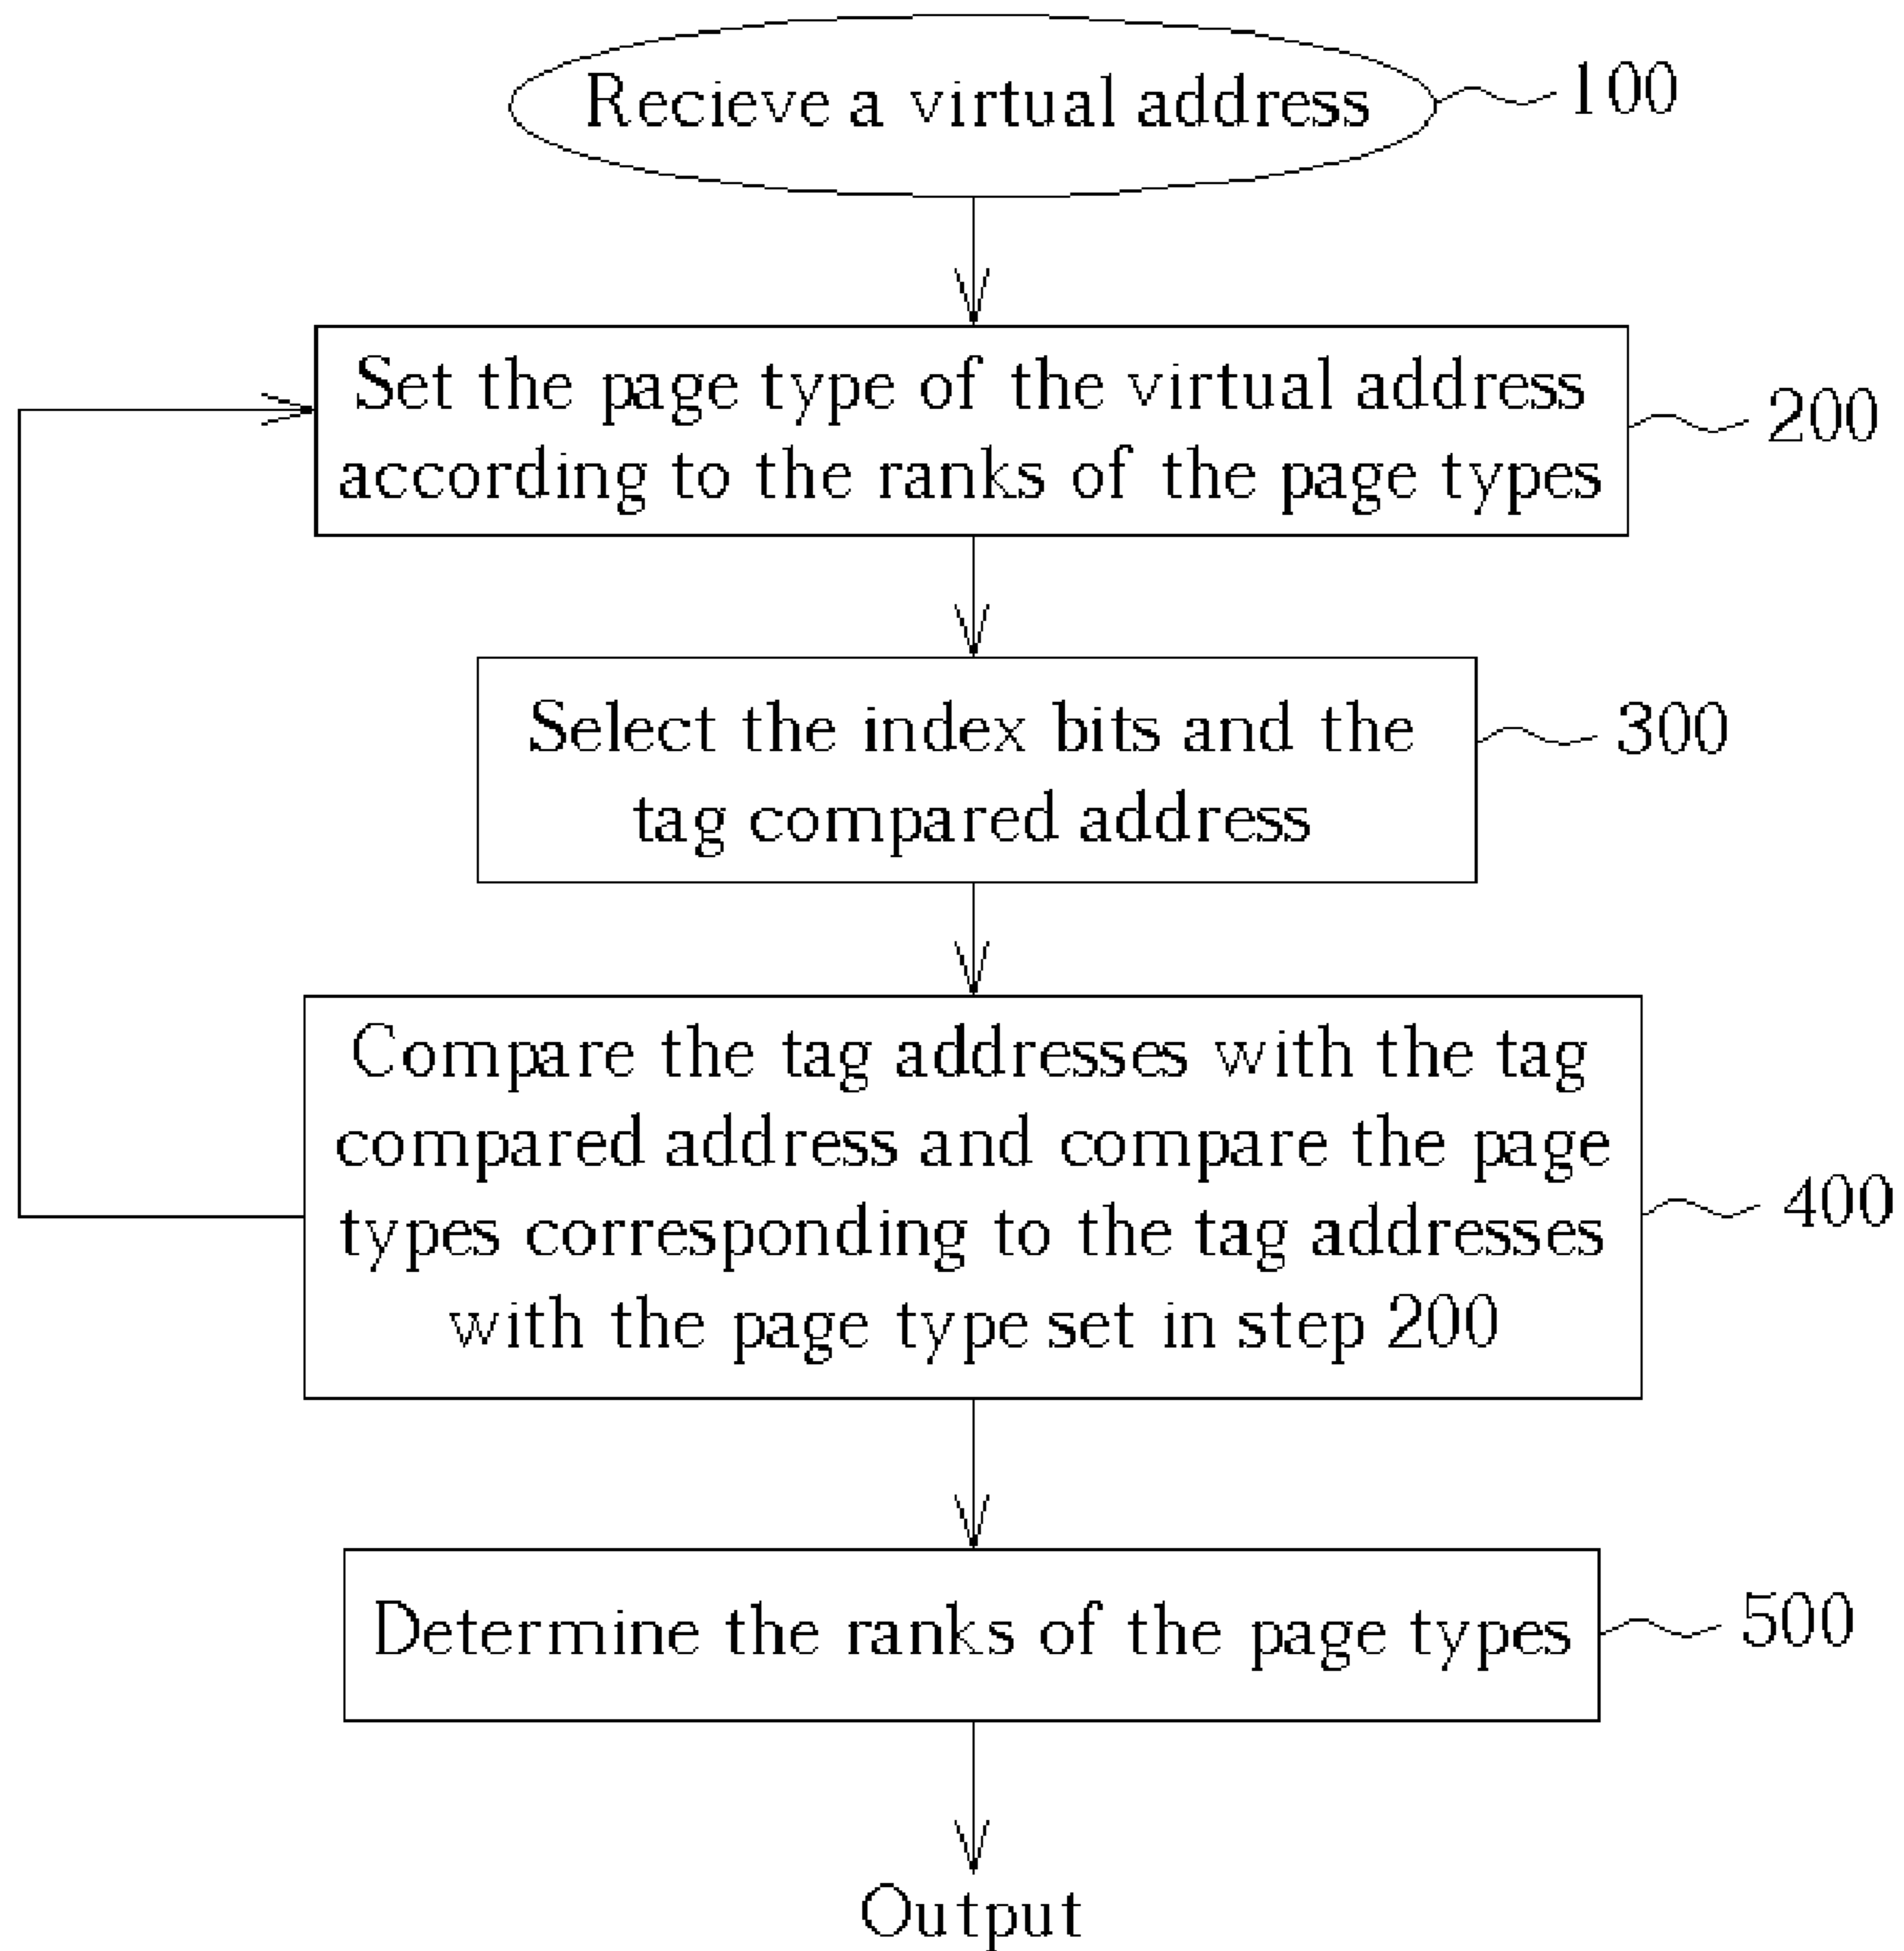 Recieve a virtual address
100
Set the page type of the virtual address
according to the ranks of the page types
200
Select the index bits and the
tag compared address
300
Compare the tag addresses with the tag
compared address and compare the page
types corresponding to the tag addresses
with the page type set in step 200
400
Determine the ranks of the page types
500
Output